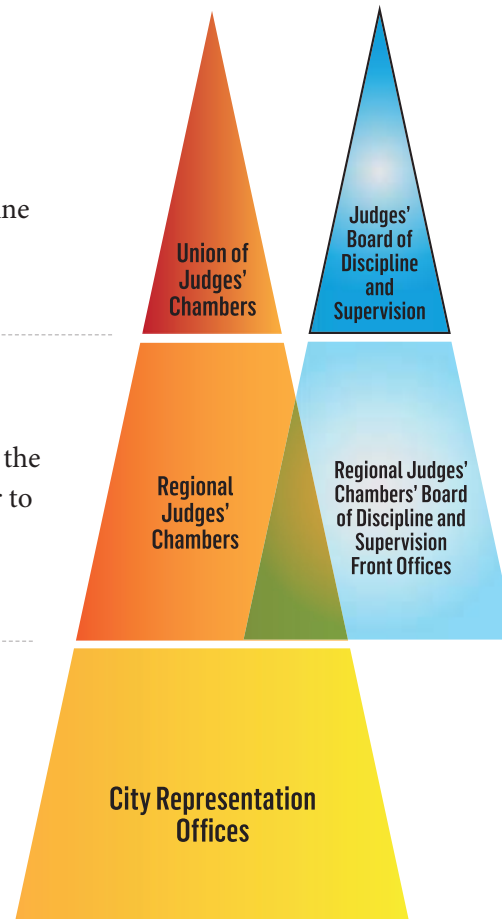 ine
Union of
Judges’
Chambers
Judges’
Board of
Discipline
and
Supervision
the
r to
Regional
Judges’
Chambers
Regional Judges’
Chambers’ Board
of Discipline and
Supervision
Front Offices
City Representation
Offices